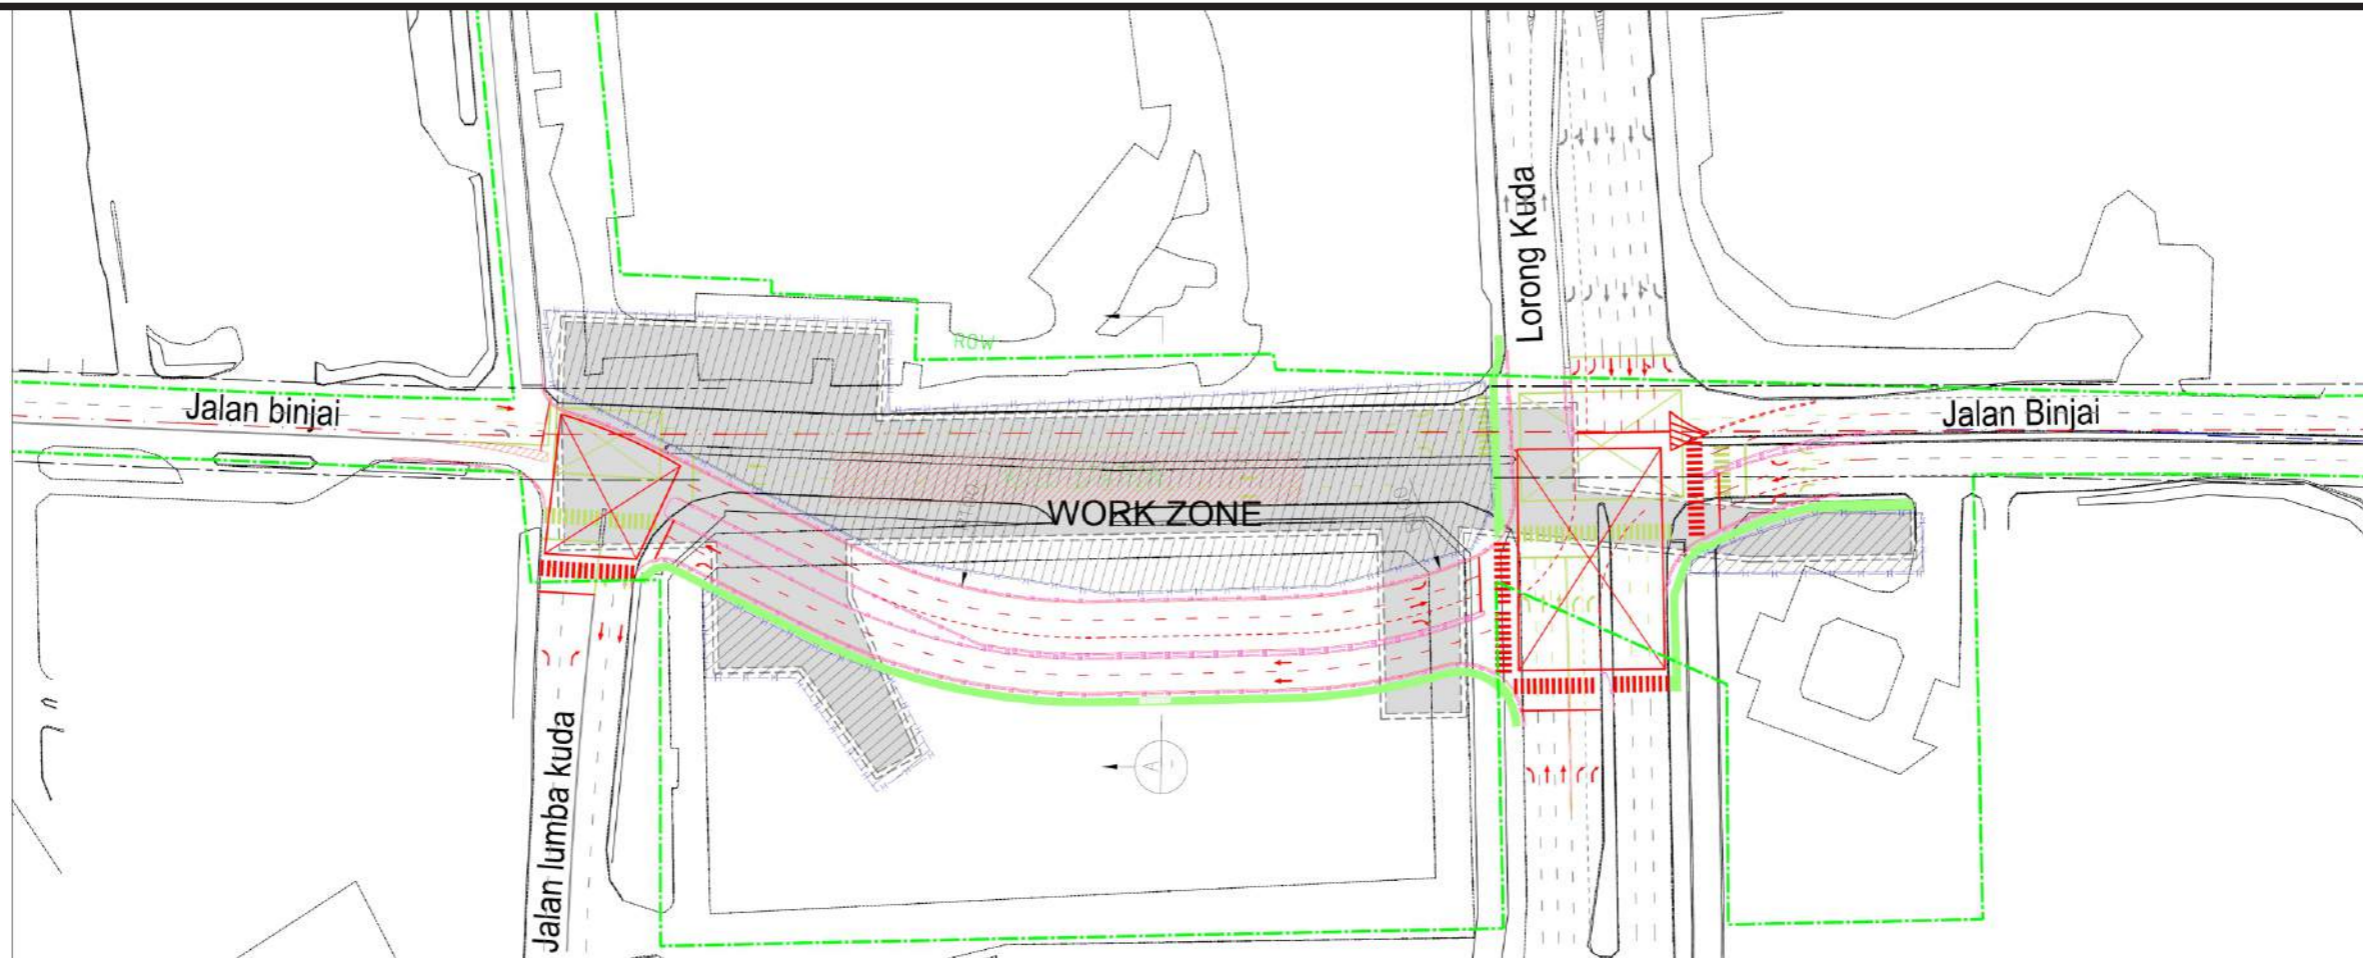 Lorong Kuda
ROW
Jalan binjai
Jalan Binjai
WORK ZONE
Jalan lumba kuda
A